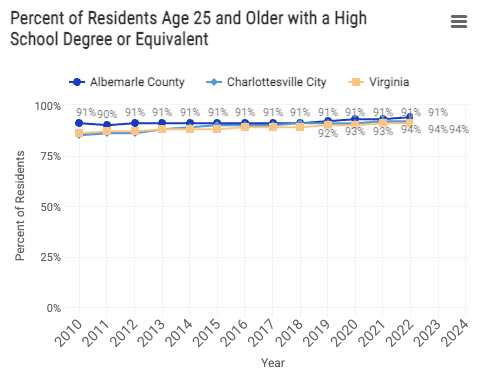 Percent of Residents Age 25 and Older with a High
School Degree or Equivalent
Albemarle County
Charlottesville City
Virginia
100%
75%
50%
25%
0%
Percent of Residents
91% 90% 91% 91% 91% 91% 91% 91% 91% 91% 91% 91% 91% 91%
92% 93% 93% 94% 94% 94%
2010 2011 2012 2013 2014 2015 2016 2017 2018 2019 2020 2021 2022 2023 2024
Year